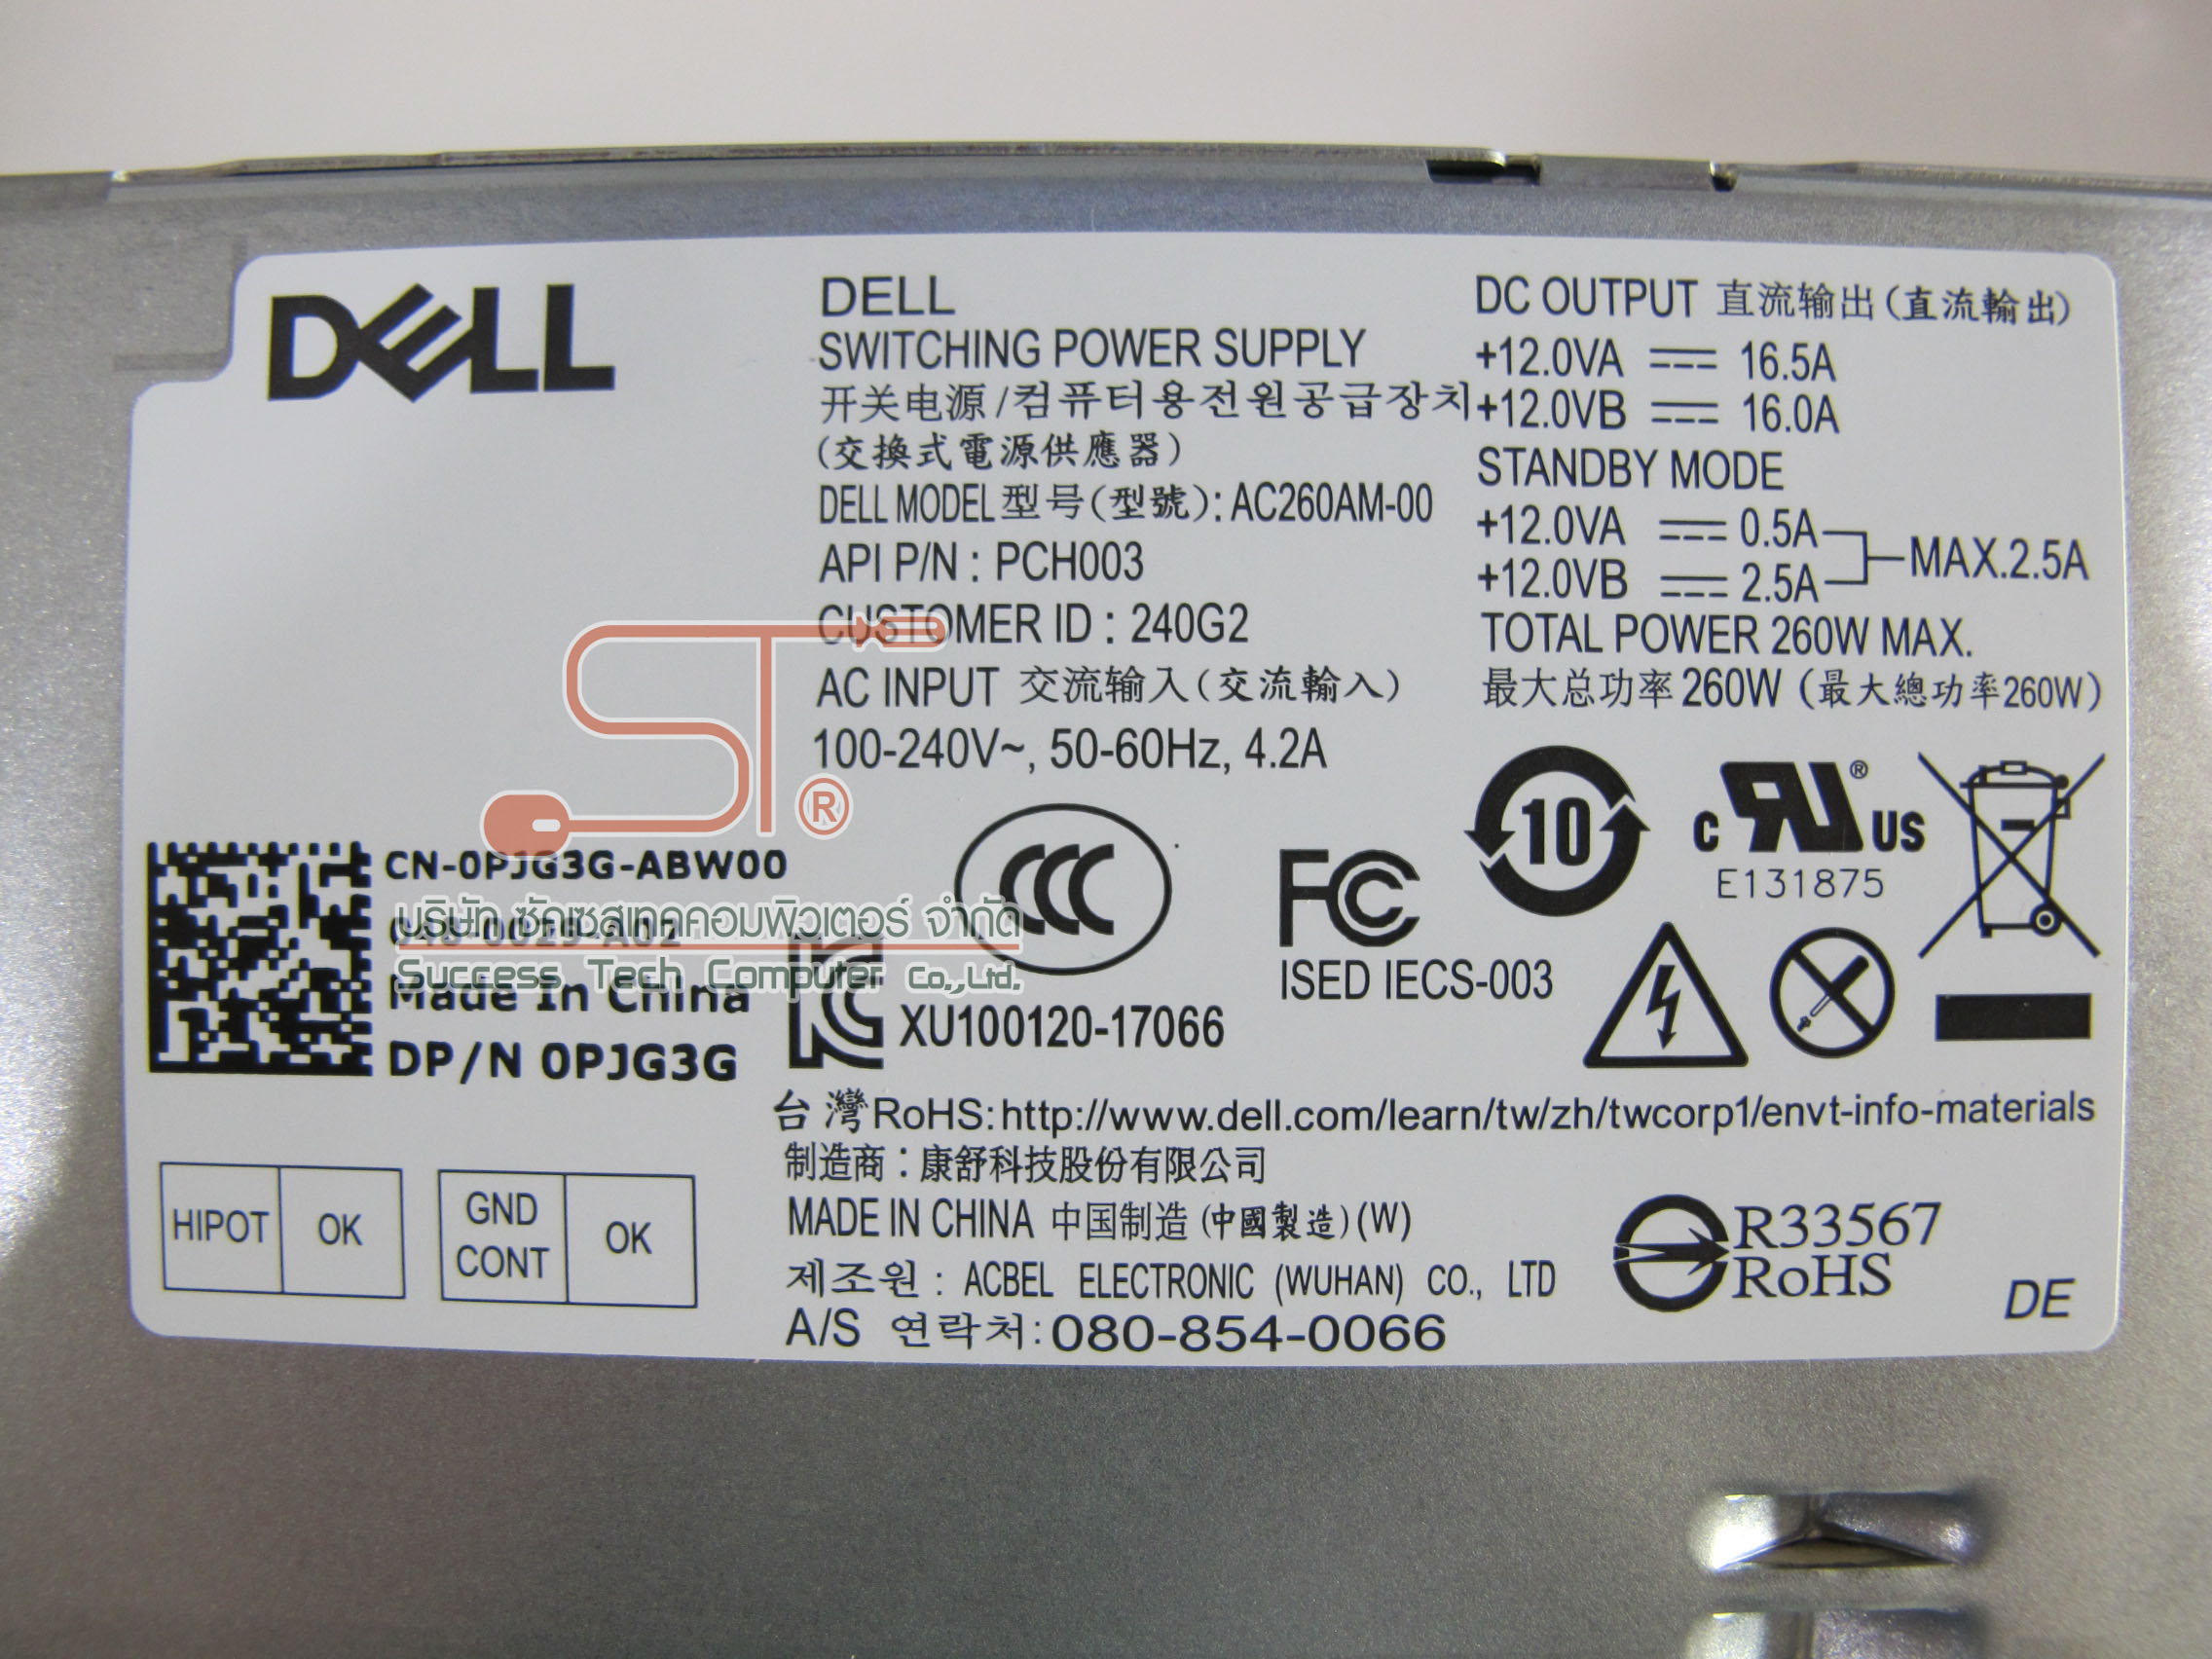 DELL
DELL
SWITCHING POWER SUPPLY
开关电源/컴퓨터용전원공급장치
(交換式電源供應器)
DELL MODEL 型号(型號): AC260AM-00
API P/N : PCH003
CUSTOMER ID : 240G2
AC INPUT 交流输入(交流輸入)
100-240V~, 50-60Hz, 4.2A
DC OUTPUT 直流输出(直流輸出)
+12.0VA 16.5A
+12.0VB 16.0A
STANDBY MODE
+12.0VA 0.5A
+12.0VB 2.5A
MAX.2.5A
TOTAL POWER 260W MAX.
最大总功率 260W (最大總功率260W)
ST®
CN-0PJG3G-ABW00
บริษัท ซัคเซสเทคคอมพิวเตอร์ จำกัด
Success Tech Computer co.,Ltd.
Made In China
DP/N 0PJG3G
CCC
FC
ISED IECS-003
10
c RU® US
E131875
KC
XU100120-17066
台灣RoHS:http://www.dell.com/learn/tw/zh/twcorp1/envt-info-materials
制造商:康舒科技股份有限公司
MADE IN CHINA 中国制造 (中國製造)(W)
제조원 : ACBEL ELECTRONIC (WUHAN) CO., LTD
A/S 연락처:080-854-0066
R33567
RoHS
DE
HIPOT OK
GND CONT OK